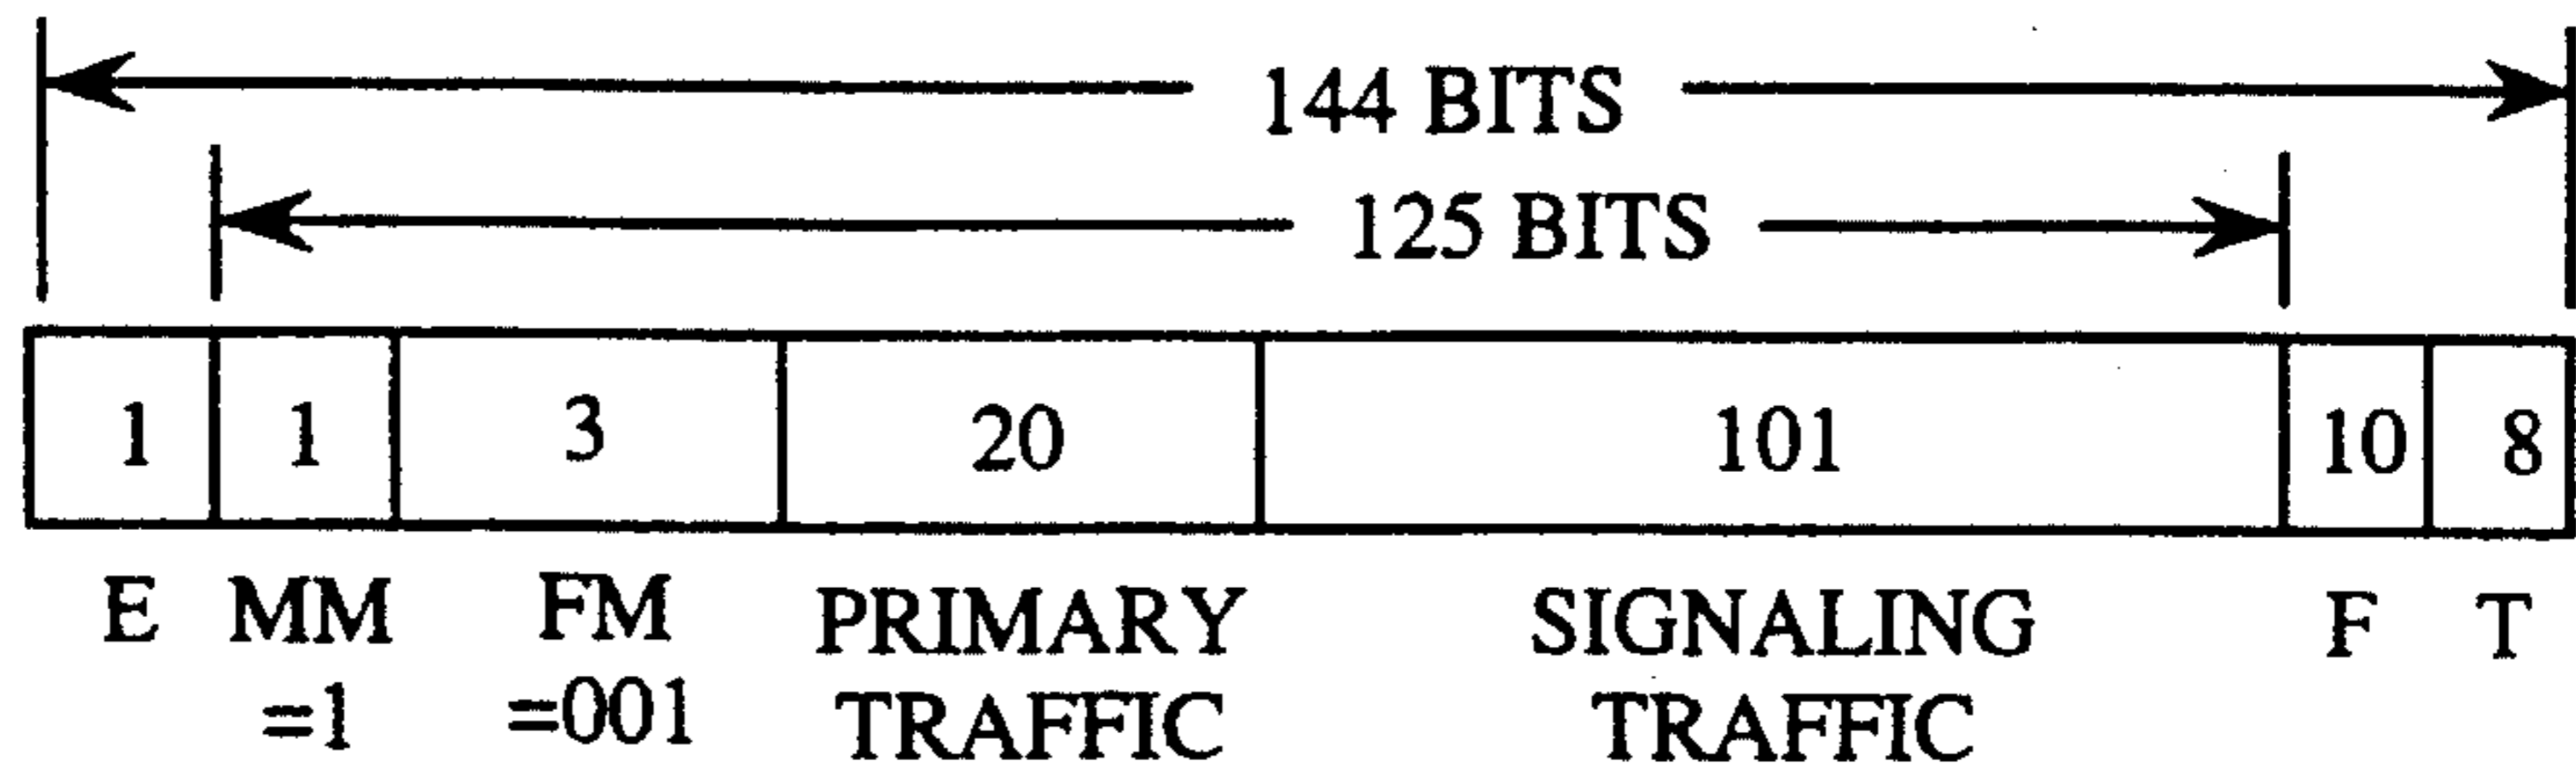 144 BITS
125 BITS
1 1 3 20 101 10 8
E MM FM PRIMARY SIGNALING F T
=1 =001 TRAFFIC TRAFFIC